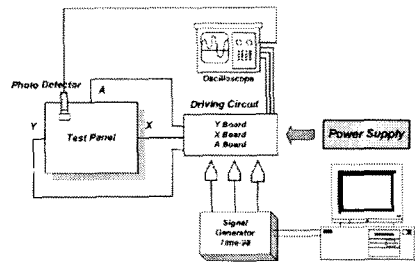 Oscilloscope
Photo Detector
A
Driving Circuit
Y
X
Test Panel
Y Board
X Board
A Board
Power Supply
Signal
Generator